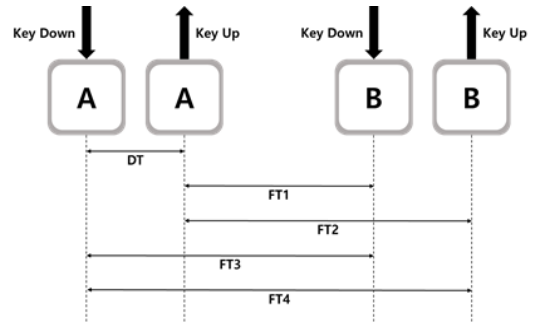 Key Down Key Up Key Down Key Up
A A B B
DT
FT1
FT2
FT3
FT4